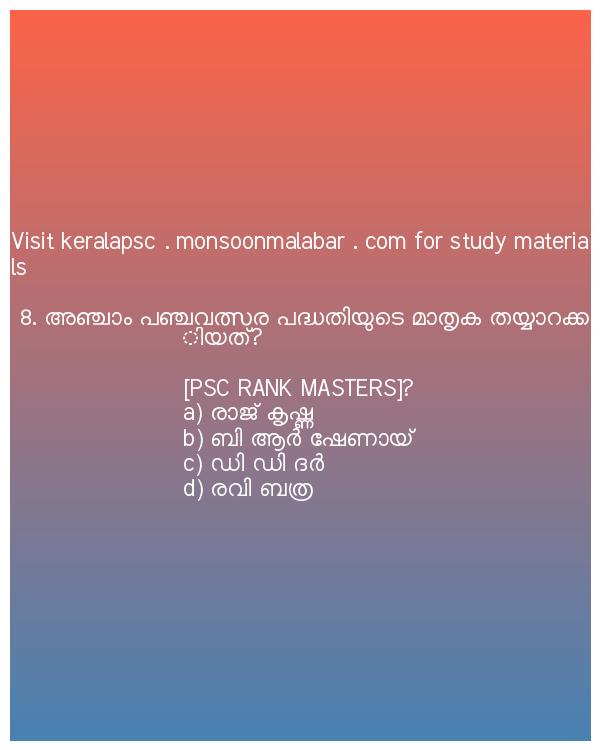 Visit keralapsc . monsoonmalabar . com for study materia
ls
8. അഞ്ചാം പഞ്ചവത്സര പദ്ധതിയുടെ മാതൃക തയ്യാറക്ക
ിയത്?
[PSC RANK MASTERS]?
a) രാജ് കൃഷ്ണ
b) ബി ആർ ഷേണായ്
c) ഡി ഡി ദർ
d) രവി ബത്ര